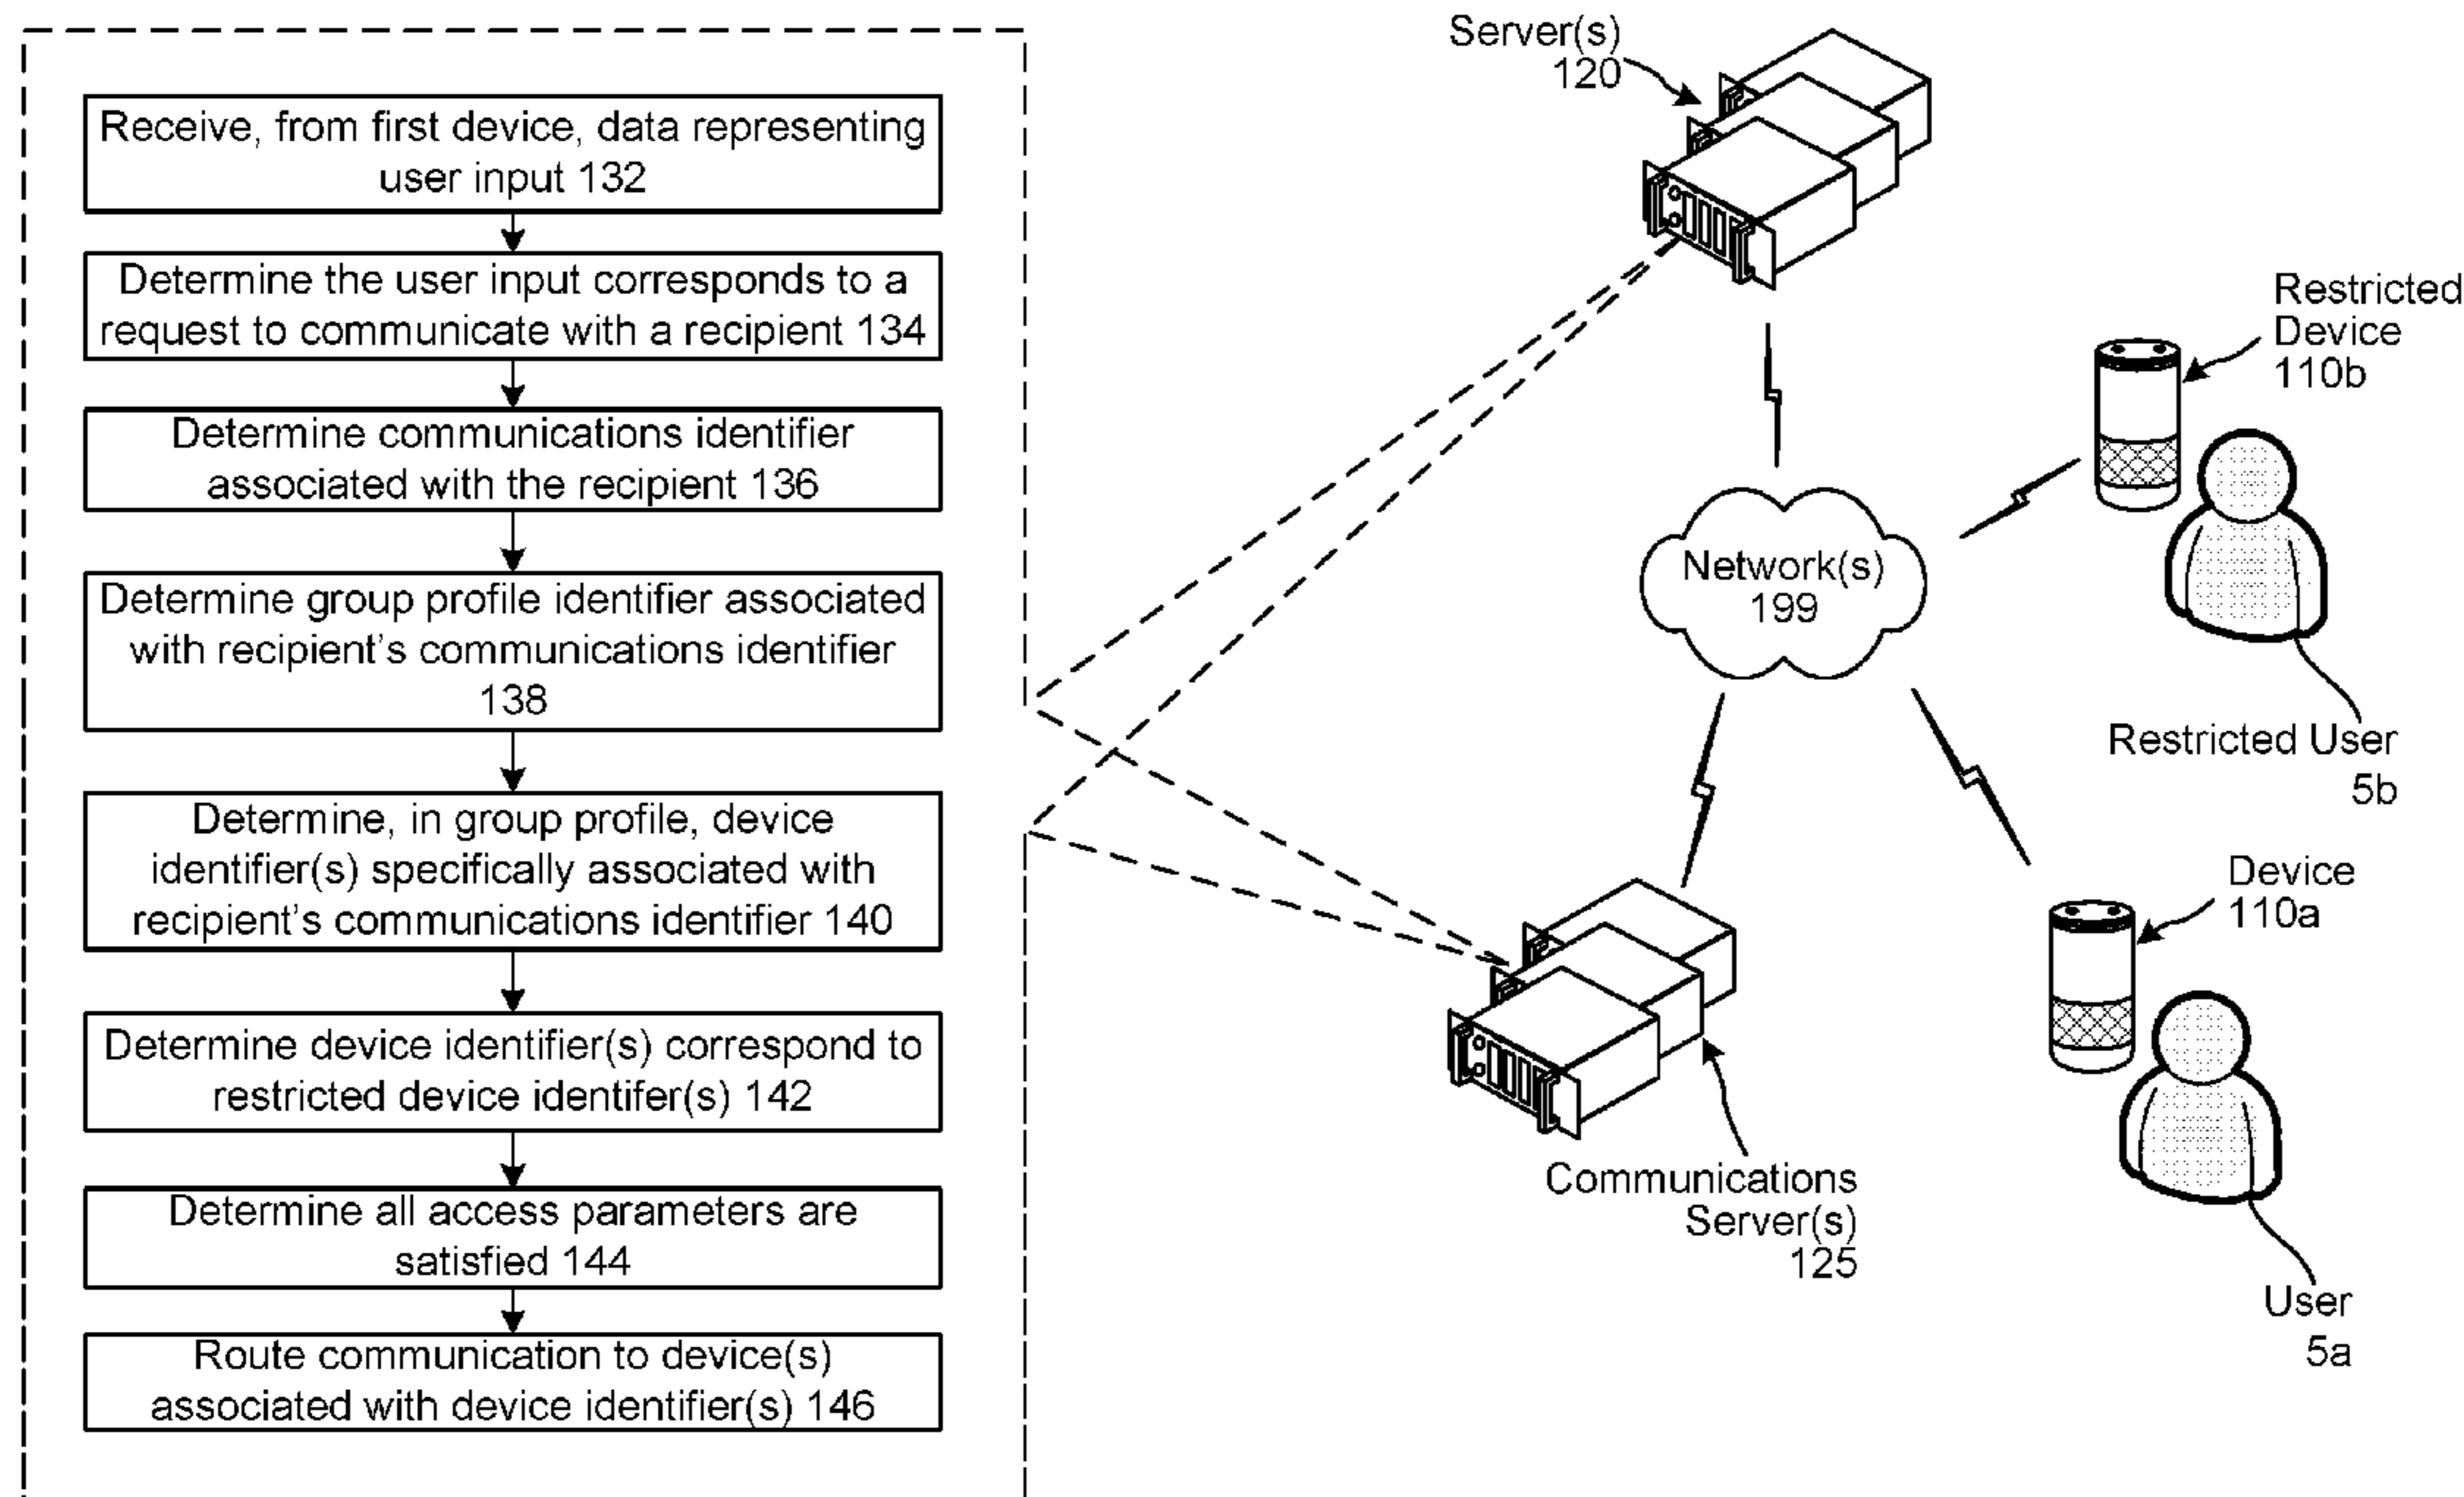 Receive, from first device, data representing
user input 132
Determine the user input corresponds to a
request to communicate with a recipient 134
Determine communications identifier
associated with the recipient 136
Determine group profile identifier associated
with recipient's communications identifier
138
Determine, in group profile, device
identifier(s) specifically associated with
recipient's communications identifier 140
Determine device identifier(s) correspond to
restricted device identifer(s) 142
Determine all access parameters are
satisfied 144
Route communication to device(s)
associated with device identifier(s) 146
Server(s)
120
Restricted
Device
110b
Network(s)
199
Restricted User
5b
Device
110a
Communications
Server(s)
125
User
5a